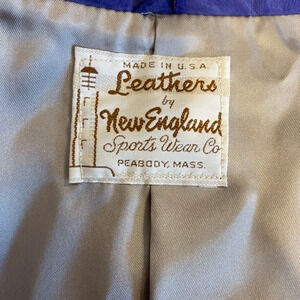 MADE IN U.S.A.
Leathers
by
New England
Sports Wear Co
PEABODY, MASS.